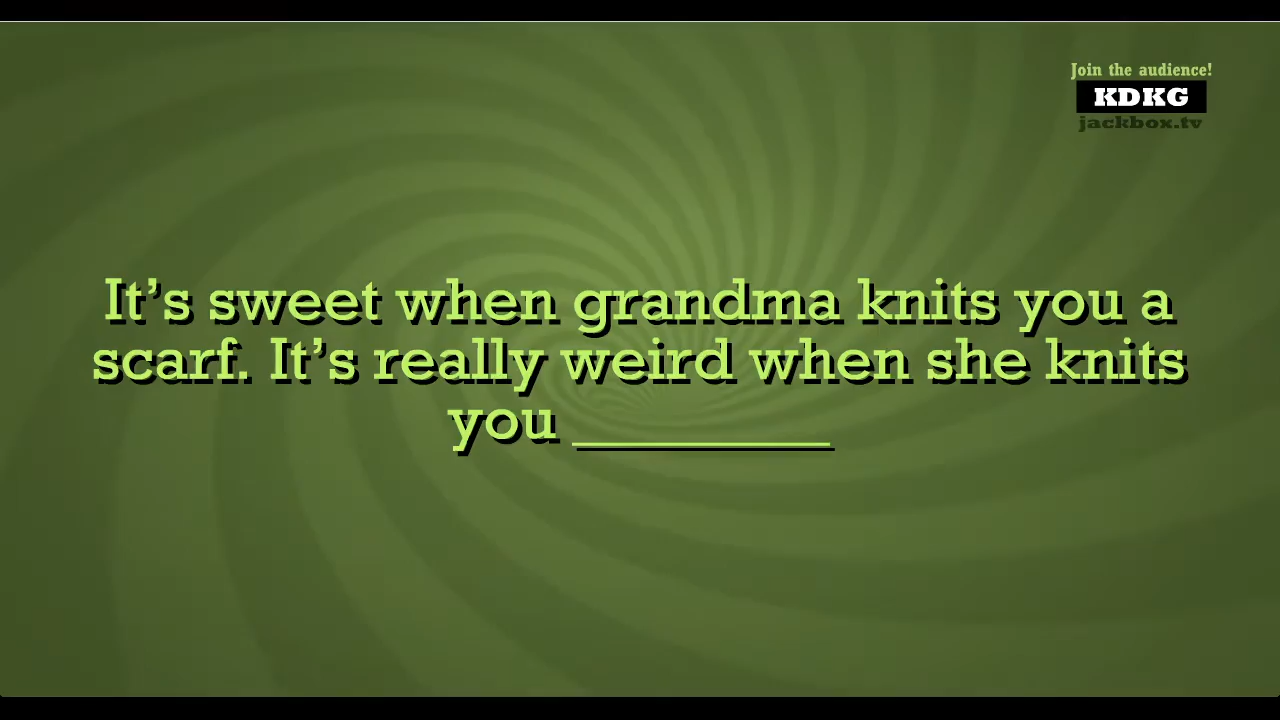 Join the audience!
KDKG
jackbox.tv
It’s sweet when grandma knits you a
scarf. It’s really weird when she knits
you _________